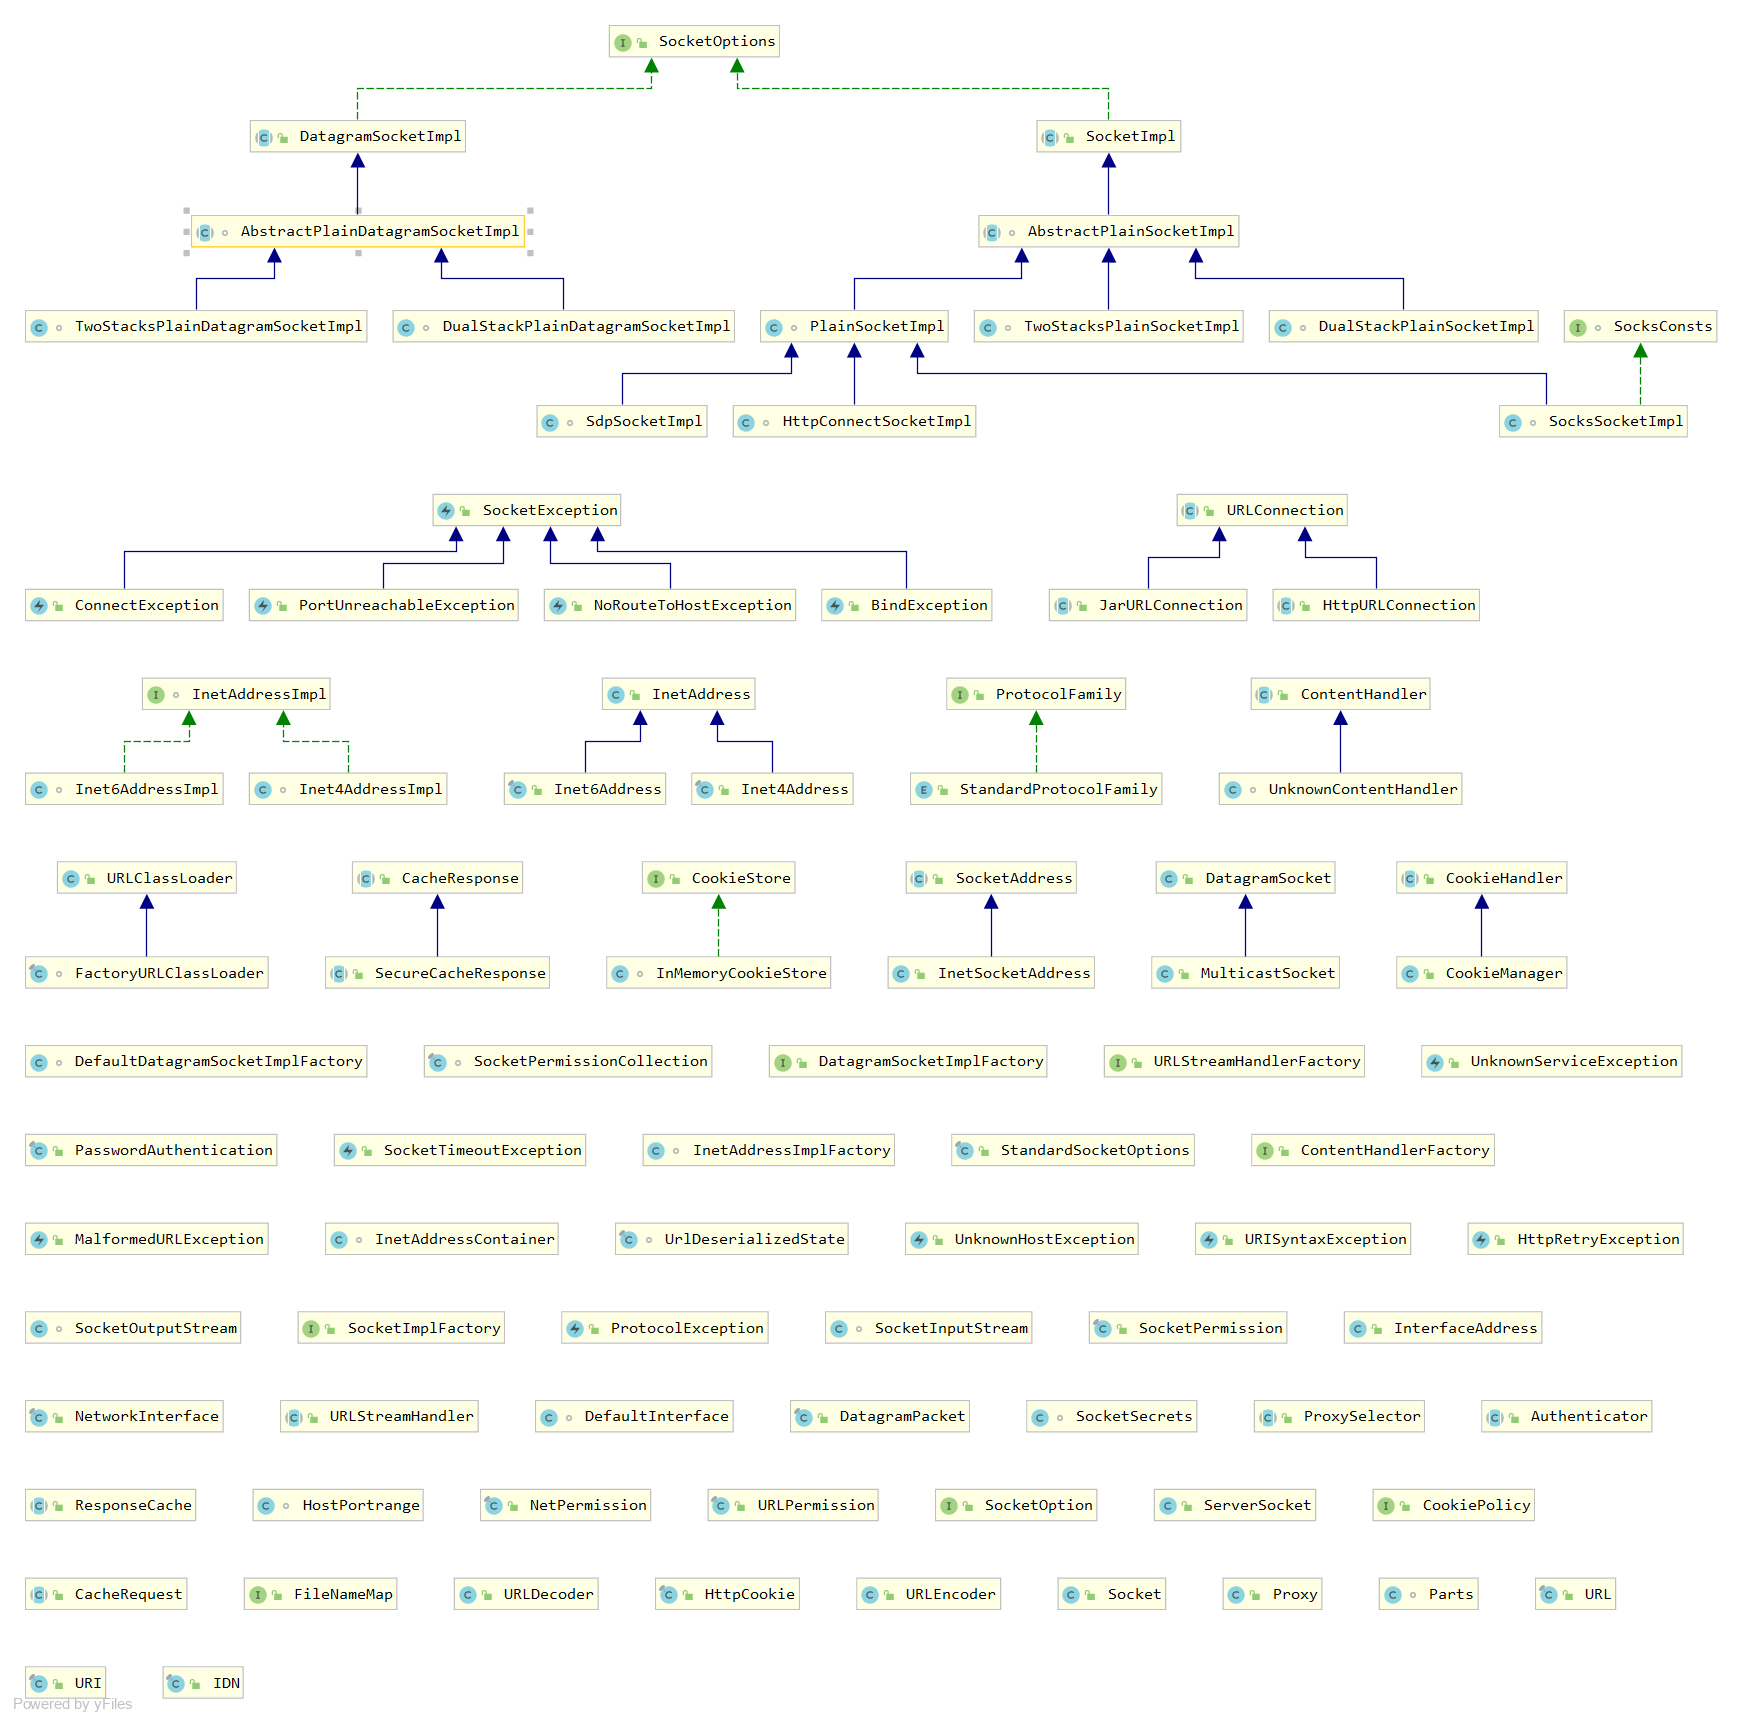 SocketOptions
DatagramSocketImpl
SocketImpl
AbstractPlainDatagramSocketImpl
AbstractPlainSocketImpl
TwoStacksPlainDatagramSocketImpl
DualStackPlainDatagramSocketImpl
PlainSocketImpl
TwoStacksPlainSocketImpl
DualStackPlainSocketImpl
SocksConsts
SdpSocketImpl
HttpConnectSocketImpl
SocksSocketImpl
SocketException
URLConnection
ConnectException
PortUnreachableException
NoRouteToHostException
BindException
JarURLConnection
HttpURLConnection
InetAddressImpl
InetAddress
ProtocolFamily
ContentHandler
Inet6AddressImpl
Inet4AddressImpl
Inet6Address
Inet4Address
StandardProtocolFamily
UnknownContentHandler
URLClassLoader
CacheResponse
CookieStore
SocketAddress
DatagramSocket
CookieHandler
FactoryURLClassLoader
SecureCacheResponse
InMemoryCookieStore
InetSocketAddress
MulticastSocket
CookieManager
DefaultDatagramSocketImplFactory
SocketPermissionCollection
DatagramSocketImplFactory
URLStreamHandlerFactory
UnknownServiceException
PasswordAuthentication
SocketTimeoutException
InetAddressImplFactory
StandardSocketOptions
ContentHandlerFactory
MalformedURLException
InetAddressContainer
UrlDeserializedState
UnknownHostException
URISyntaxException
HttpRetryException
SocketOutputStream
SocketImplFactory
ProtocolException
SocketInputStream
SocketPermission
InterfaceAddress
NetworkInterface
URLStreamHandler
DefaultInterface
DatagramPacket
SocketSecrets
ProxySelector
Authenticator
ResponseCache
HostPortrange
NetPermission
URLPermission
SocketOption
ServerSocket
CookiePolicy
CacheRequest
FileNameMap
URLDecoder
HttpCookie
URLEncoder
Socket
Proxy
Parts
URL
URI
IDN
Powered by yFiles